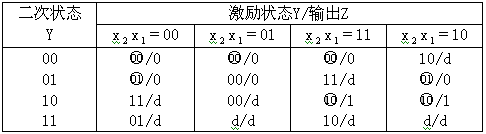 二次状态 激励状态Y/输出Z
Y x₂x₁=00 x₂x₁=01 x₂x₁=11 x₂x₁=10
00 00/0 00/0 00/0 10/d
01 01/0 00/0 11/d 01/0
10 11/d 00/d 10/1 10/1
11 01/d d/d 10/d d/d